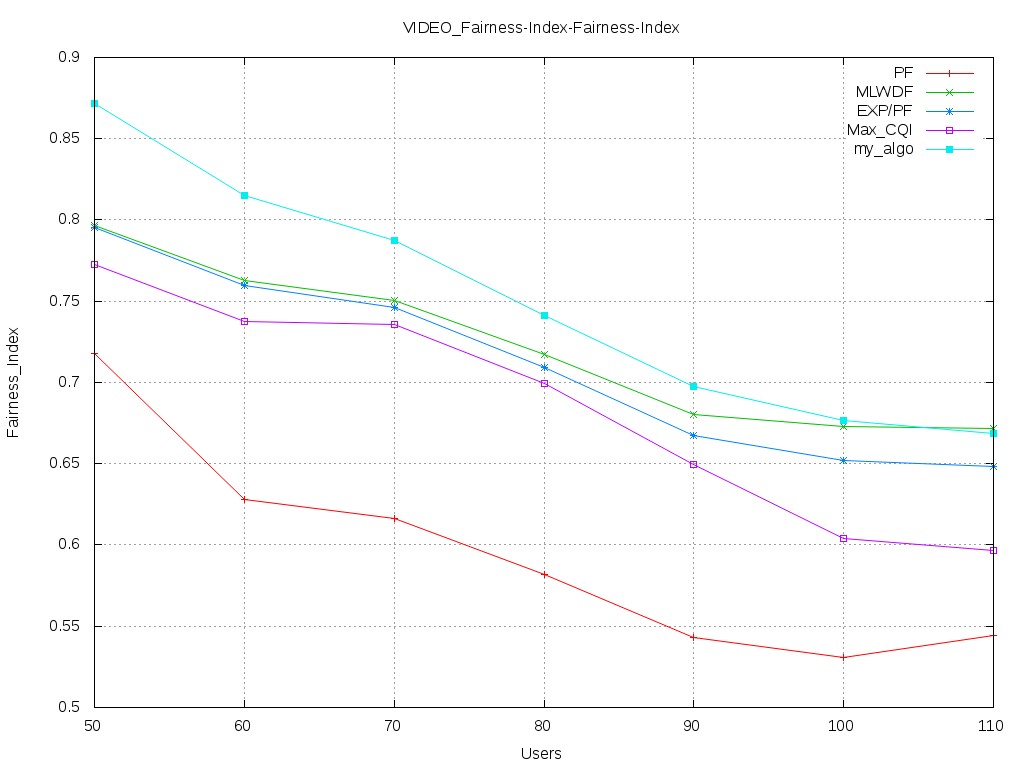 VIDEO_Fairness-Index-Fairness-Index
0.9
0.85
0.8
0.75
0.7
0.65
0.6
0.55
0.5
Fairness_Index
PF
MLWDF
EXP/PF
Max_CQI
my_algo
50 60 70 80 90 100 110
Users